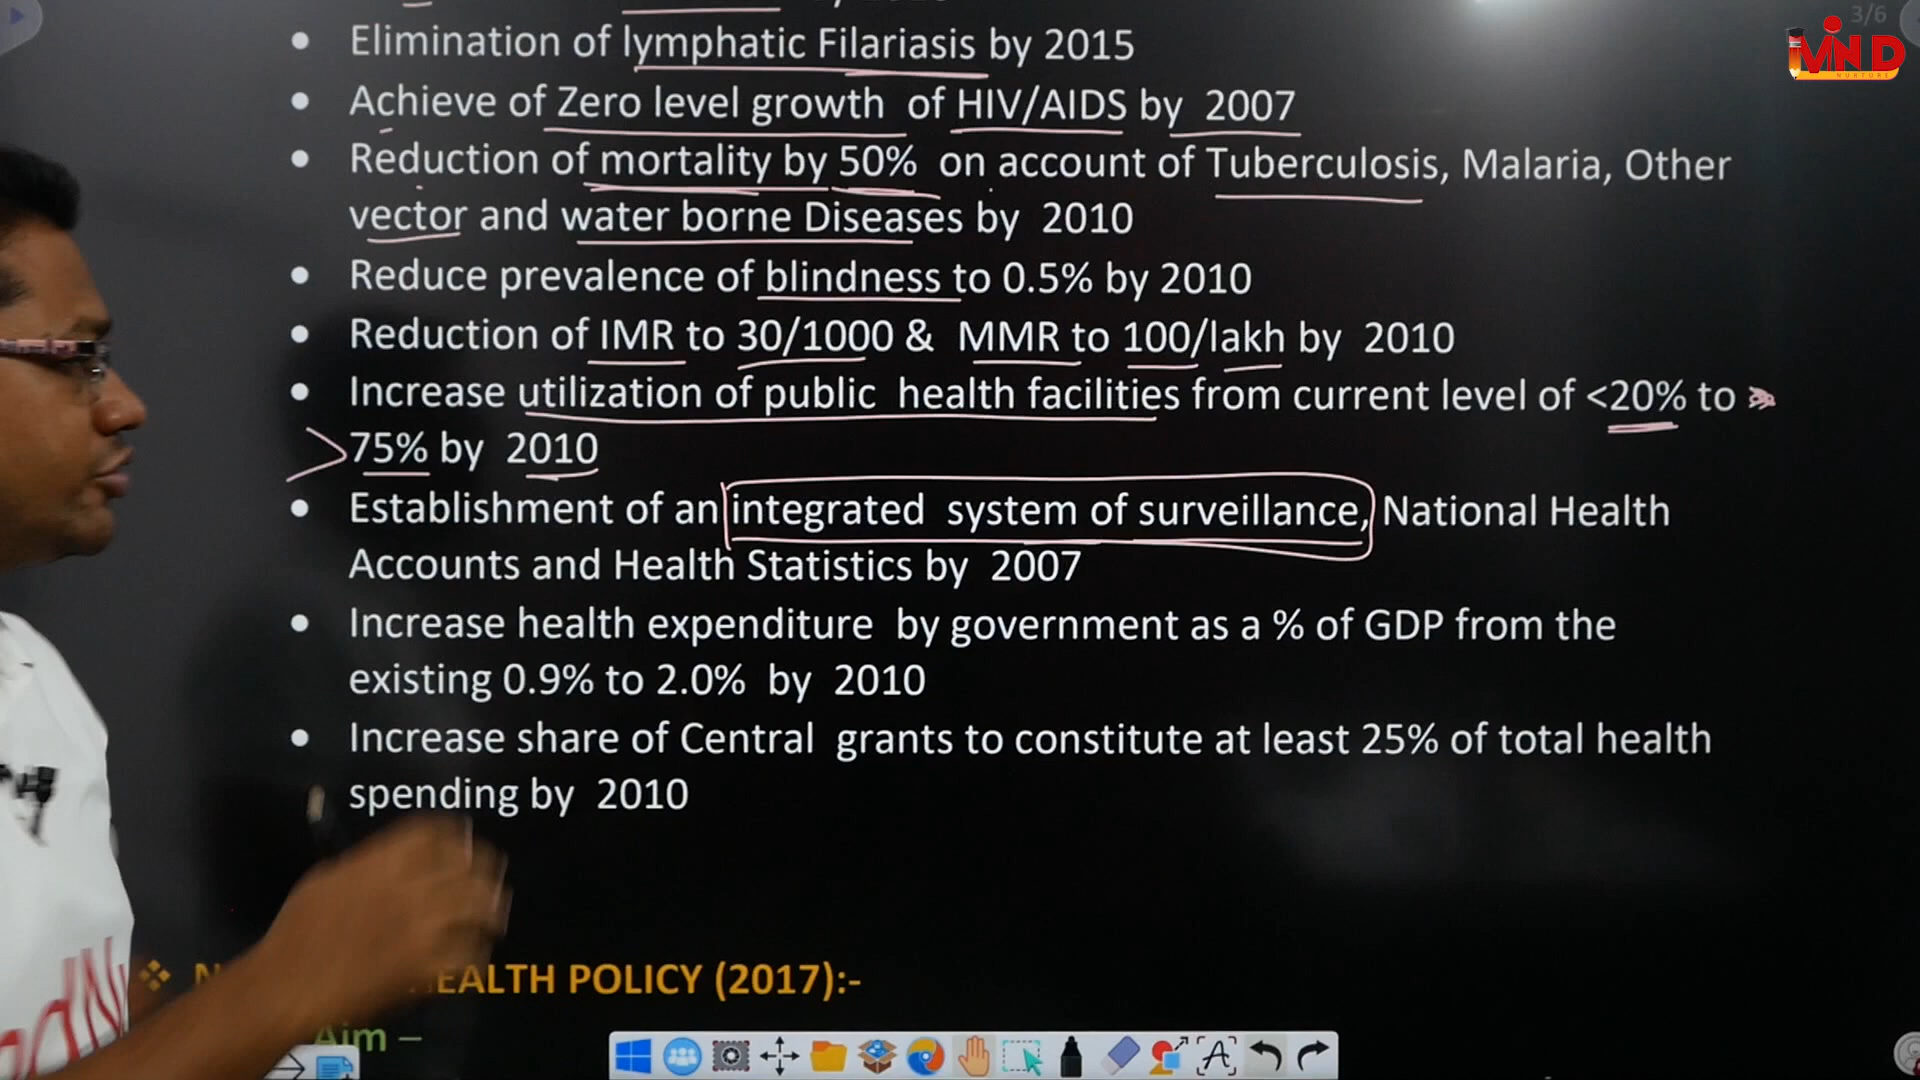 3/6
MIND
NURTURE
• Elimination of lymphatic Filariasis by 2015
• Achieve of Zero level growth of HIV/AIDS by 2007
• Reduction of mortality by 50% on account of Tuberculosis, Malaria, Other
vector and water borne Diseases by 2010
• Reduce prevalence of blindness to 0.5% by 2010
• Reduction of IMR to 30/1000 & MMR to 100/lakh by 2010
• Increase utilization of public health facilities from current level of <20% to
>75% by 2010
• Establishment of an integrated system of surveillance, National Health
Accounts and Health Statistics by 2007
• Increase health expenditure by government as a % of GDP from the
existing 0.9% to 2.0% by 2010
• Increase share of Central grants to constitute at least 25% of total health
spending by 2010
❖ N HEALTH POLICY (2017):-
Aim –